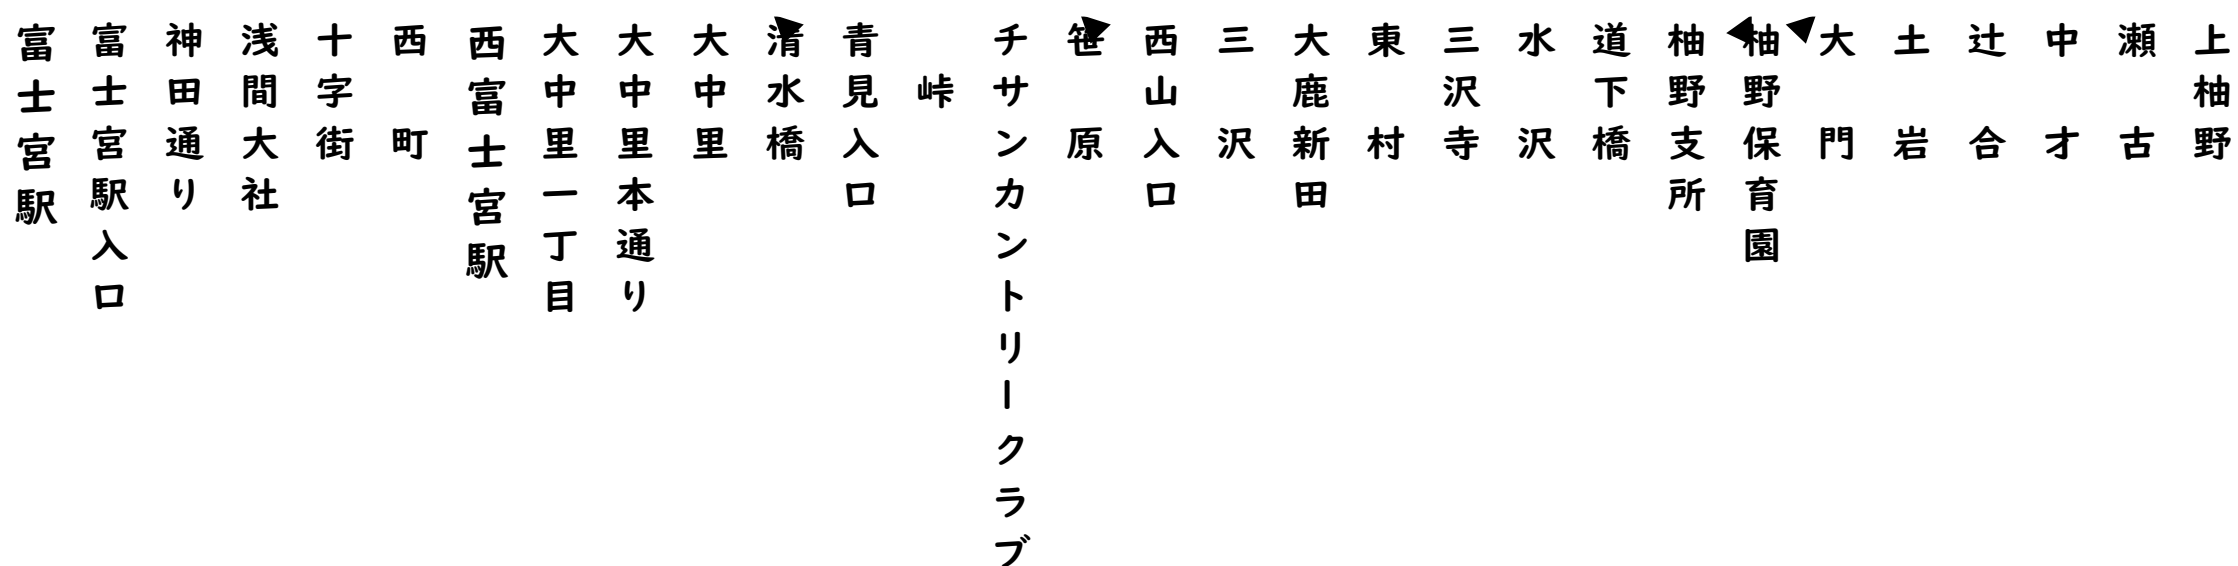 富士宮駅
富士宮駅入口
神田通り
浅間大社
十字街
西町
西富士宮駅
大中里一丁目
大中里本通り
大中里
清水橋
青見入口
峠
チサンカントリークラブ
笹原
西山入口
三沢
大鹿新田
東村
三沢寺
水沢
道下橋
柚野支所
柚野保育園
大門
土岩
辻合
中才
瀬古
上柚野